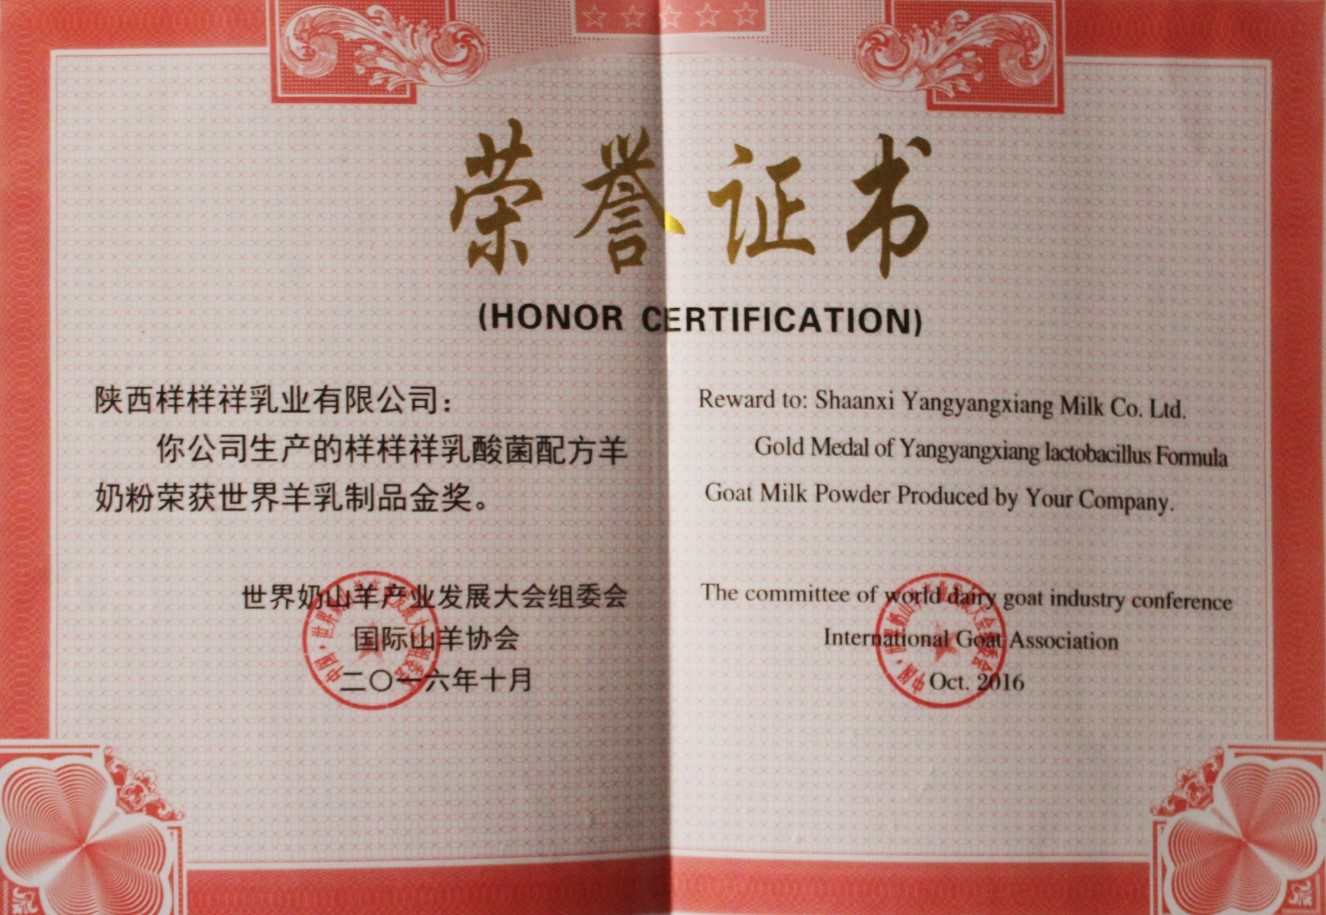 荣誉证书
(HONOR CERTIFICATION)
陕西样样祥乳业有限公司：
你公司生产的样样祥乳酸菌配方羊
奶粉荣获世界羊乳制品金奖。
世界奶山羊产业发展大会组委会
国际山羊协会
二〇一六年十月
Reward to: Shaanxi Yangyangxiang Milk Co. Ltd.
Gold Medal of Yangyangxiang lactobacillus Formula
Goat Milk Powder Produced by Your Company.
The committee of world dairy goat industry conference
International Goat Association
Oct. 2016